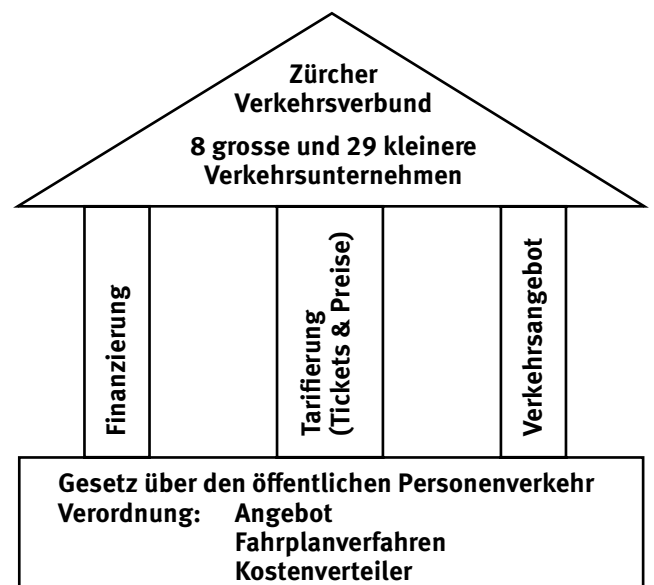 Zürcher
Verkehrsverbund
8 grosse und 29 kleinere
Verkehrsunternehmen
Finanzierung
Tarifierung
(Tickets & Preise)
Verkehrsangebot
Gesetz über den öffentlichen Personenverkehr
Verordnung: Angebot
Fahrplanverfahren
Kostenverteiler